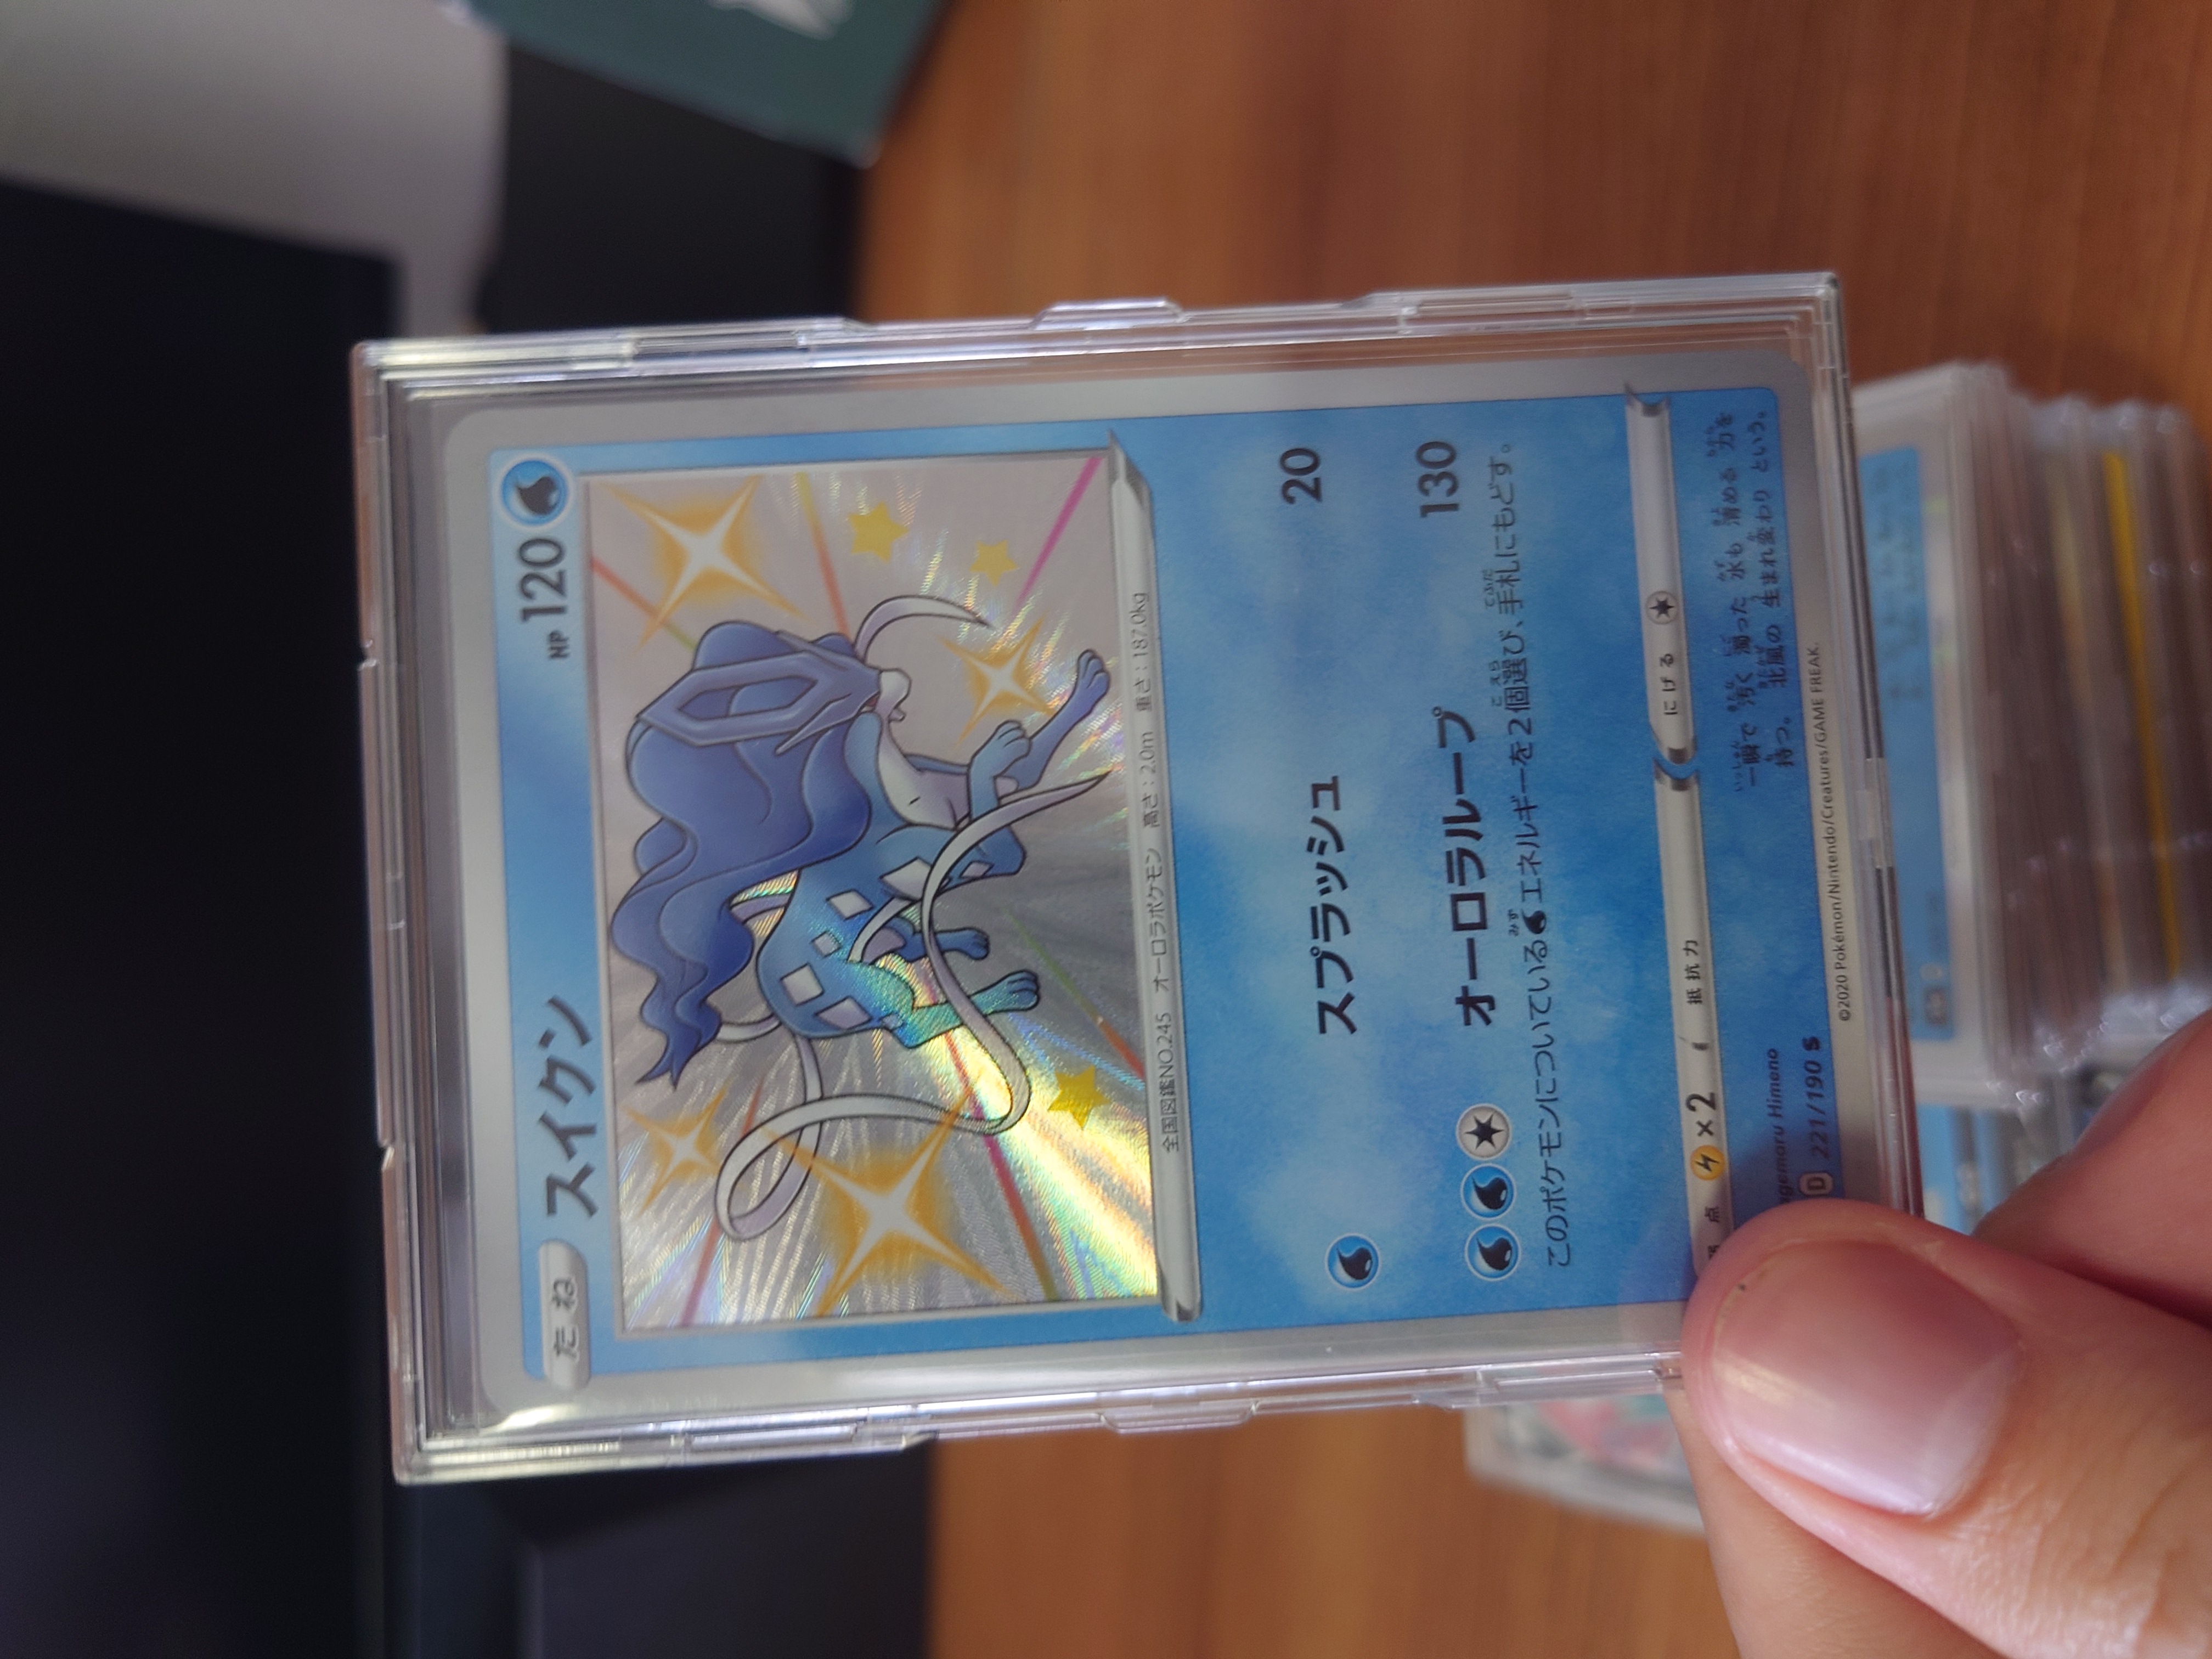 たね スイクン HP 120
全国図鑑NO.245 オーロラポケモン 高さ：2.0m 重さ：187.0kg
スプラッシュ 20
オーロラループ 130
このポケモンについているエネルギーを2個選び、手札にもどす。
弱点 ×2 抵抗力 にげる
一瞬で 汚く 濁った 水も 清める 力を
持つ。 北風の 生まれ変わり という。
Himeno
D 221/190 S
©2020 Pokémon/Nintendo/Creatures/GAME FREAK.